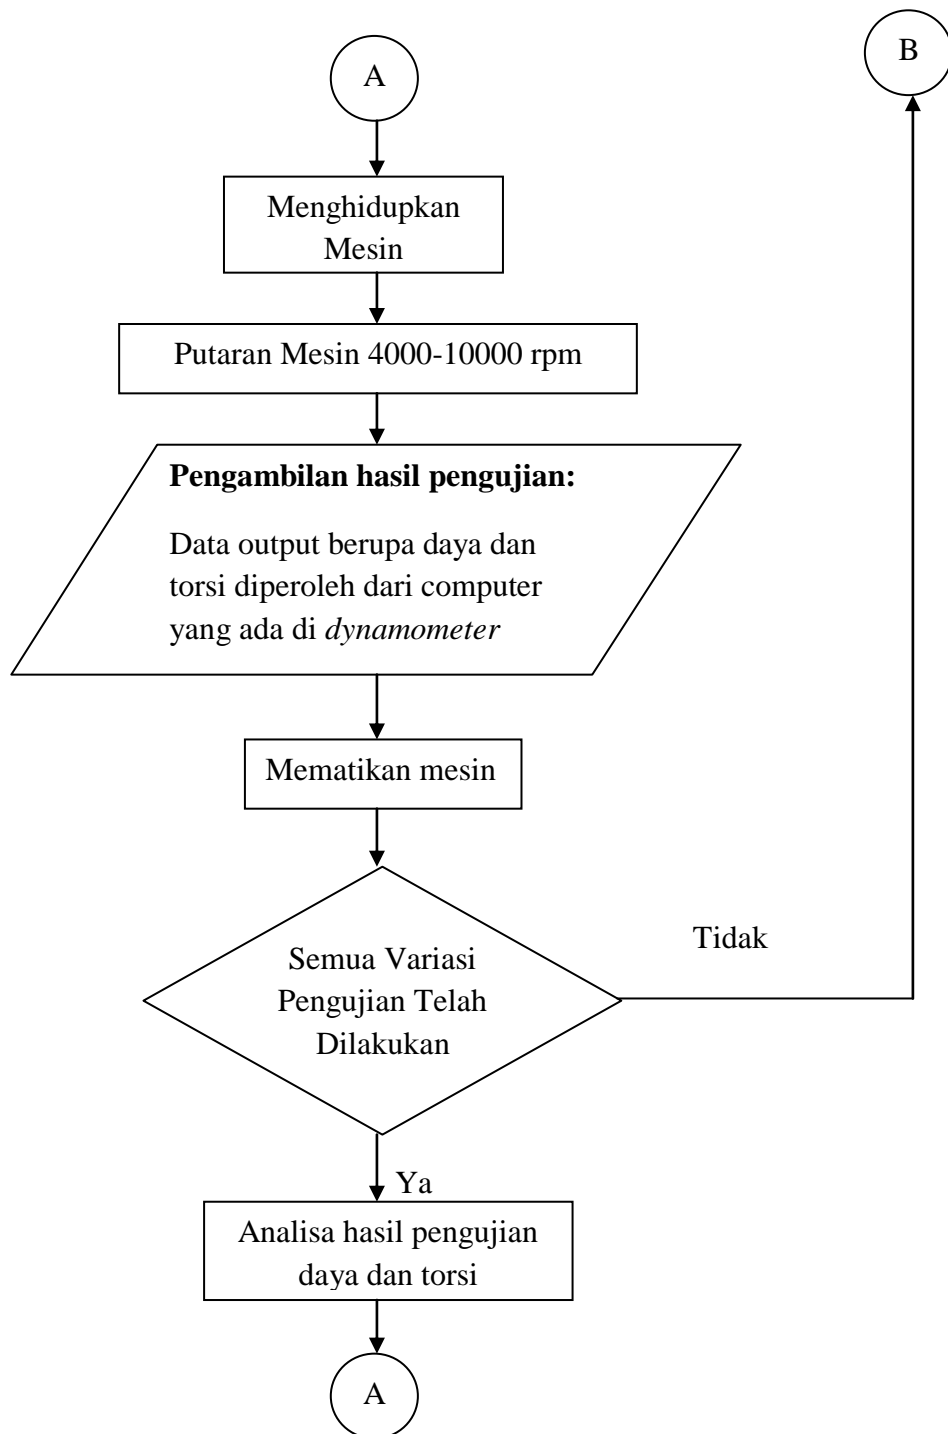 A
B
Menghidupkan
Mesin
Putaran Mesin 4000-10000 rpm
Pengambilan hasil pengujian:
Data output berupa daya dan
torsi diperoleh dari computer
yang ada di dynamometer
Mematikan mesin
Semua Variasi
Pengujian Telah
Dilakukan
Tidak
Ya
Analisa hasil pengujian
daya dan torsi
A